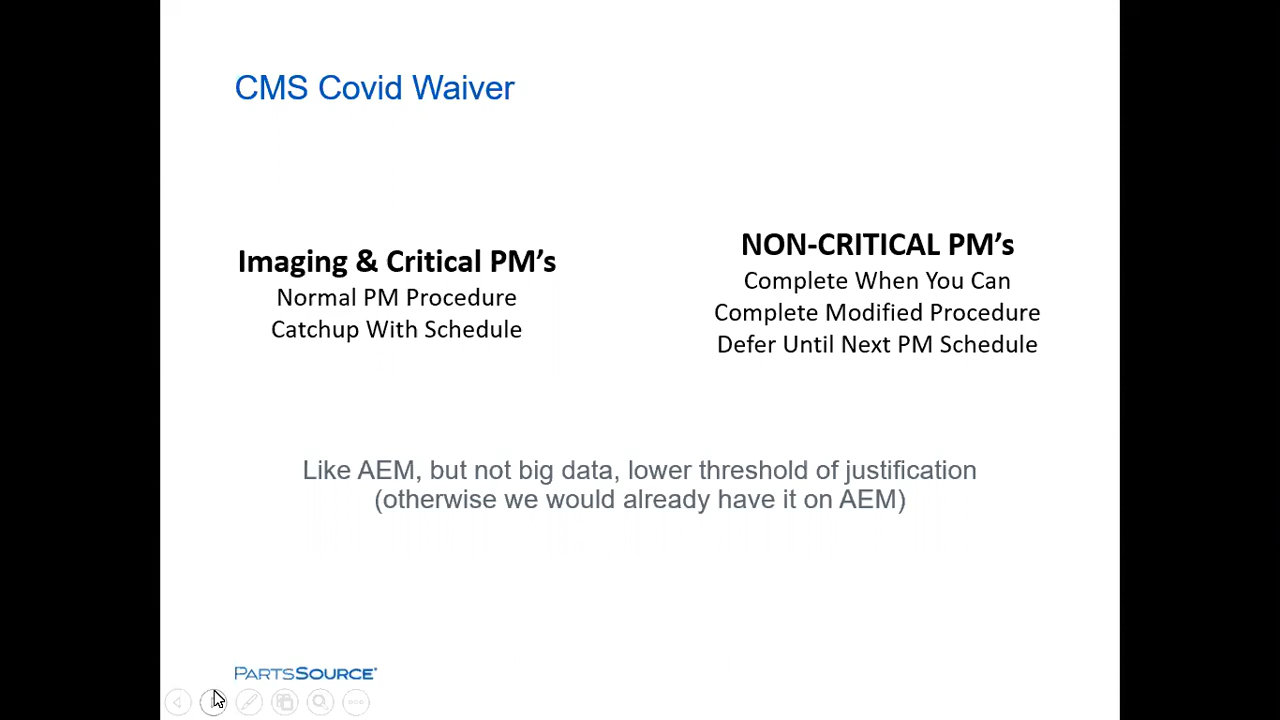 CMS Covid Waiver
Imaging & Critical PM’s
Normal PM Procedure
Catchup With Schedule
NON-CRITICAL PM’s
Complete When You Can
Complete Modified Procedure
Defer Until Next PM Schedule
Like AEM, but not big data, lower threshold of justification
(otherwise we would already have it on AEM)
PARTSSOURCE